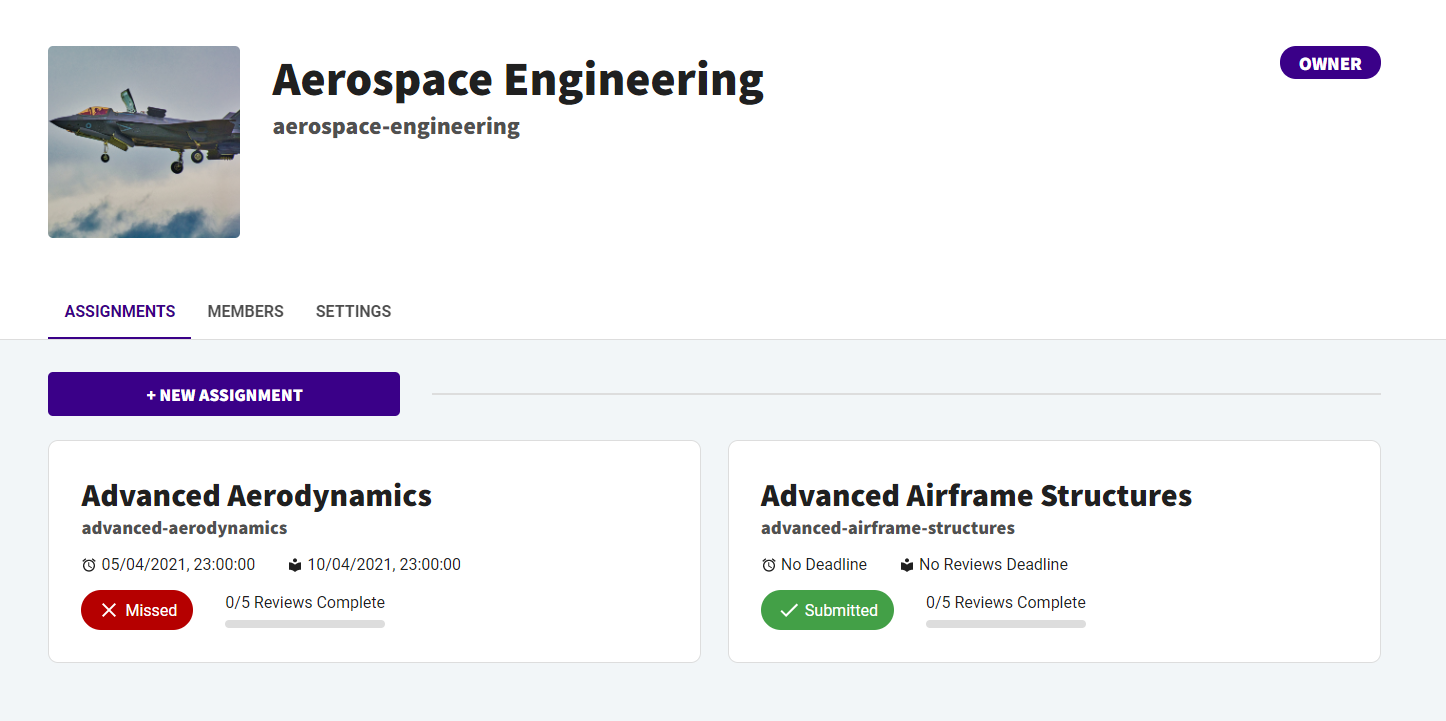 Aerospace Engineering
OWNER
aerospace-engineering
ASSIGNMENTS MEMBERS SETTINGS
+ NEW ASSIGNMENT
Advanced Aerodynamics
advanced-aerodynamics
05/04/2021, 23:00:00 10/04/2021, 23:00:00
Missed 0/5 Reviews Complete
Advanced Airframe Structures
advanced-airframe-structures
No Deadline No Reviews Deadline
Submitted 0/5 Reviews Complete